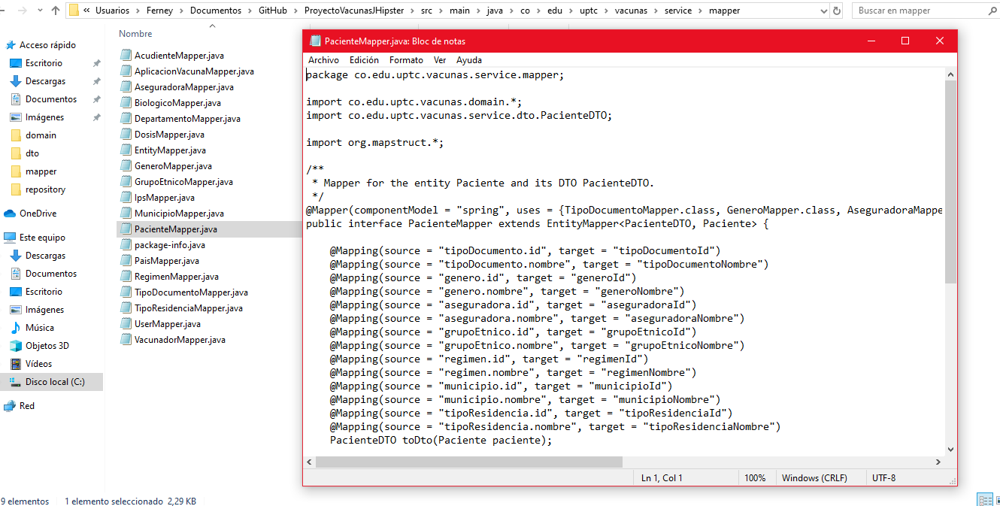 « Usuarios › Ferney › Documentos › GitHub › ProyectoVacunasJHipster › src › main › java › co › edu › uptc › vacunas › service › mapper
Buscar en mapper
Acceso rápido
Escritorio
Descargas
Documentos
Imágenes
domain
dto
mapper
repository
OneDrive
Este equipo
Descargas
Documentos
Escritorio
Imágenes
Música
Objetos 3D
Vídeos
Disco local (C:)
Red
Nombre
AcudienteMapper.java
AplicacionVacunaMapper.java
AseguradoraMapper.java
BiologicoMapper.java
DepartamentoMapper.java
DosisMapper.java
EntityMapper.java
GeneroMapper.java
GrupoEtnicoMapper.java
IpsMapper.java
MunicipioMapper.java
PacienteMapper.java
package-info.java
PaisMapper.java
RegimenMapper.java
TipoDocumentoMapper.java
TipoResidenciaMapper.java
UserMapper.java
VacunadorMapper.java
PacienteMapper.java: Bloc de notas
Archivo Edición Formato Ver Ayuda
package co.edu.uptc.vacunas.service.mapper;
import co.edu.uptc.vacunas.domain.*;
import co.edu.uptc.vacunas.service.dto.PacienteDTO;
import org.mapstruct.*;
/**
* Mapper for the entity Paciente and its DTO PacienteDTO.
*/
@Mapper(componentModel = "spring", uses = {TipoDocumentoMapper.class, GeneroMapper.class, AseguradoraMappe
public interface PacienteMapper extends EntityMapper<PacienteDTO, Paciente> {
@Mapping(source = "tipoDocumento.id", target = "tipoDocumentoId")
@Mapping(source = "tipoDocumento.nombre", target = "tipoDocumentoNombre")
@Mapping(source = "genero.id", target = "generoId")
@Mapping(source = "genero.nombre", target = "generoNombre")
@Mapping(source = "aseguradora.id", target = "aseguradoraId")
@Mapping(source = "aseguradora.nombre", target = "aseguradoraNombre")
@Mapping(source = "grupoEtnico.id", target = "grupoEtnicoId")
@Mapping(source = "grupoEtnico.nombre", target = "grupoEtnicoNombre")
@Mapping(source = "regimen.id", target = "regimenId")
@Mapping(source = "regimen.nombre", target = "regimenNombre")
@Mapping(source = "municipio.id", target = "municipioId")
@Mapping(source = "municipio.nombre", target = "municipioNombre")
@Mapping(source = "tipoResidencia.id", target = "tipoResidenciaId")
@Mapping(source = "tipoResidencia.nombre", target = "tipoResidenciaNombre")
PacienteDTO toDto(Paciente paciente);
Ln 1, Col 1 100% Windows (CRLF) UTF-8
9 elementos 1 elemento seleccionado 2,29 KB